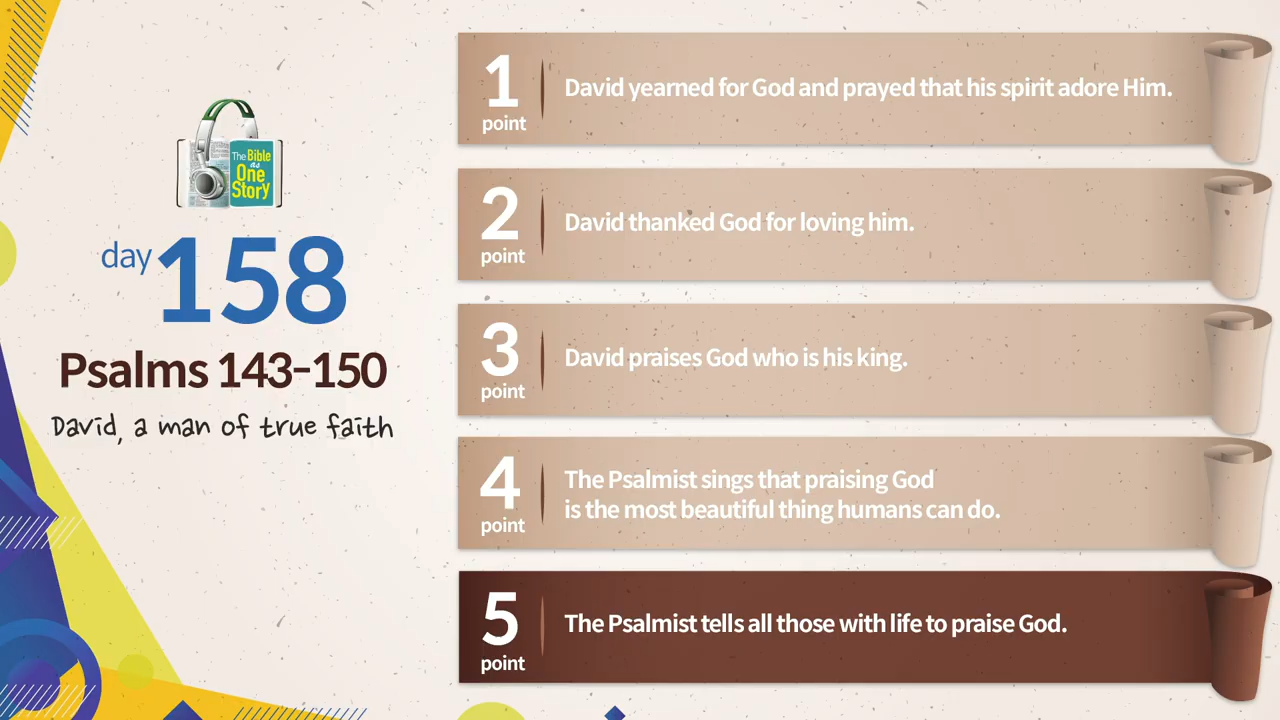 The Bible
as
One
Story
day 158
Psalms 143-150
David, a man of true faith
1
point
David yearned for God and prayed that his spirit adore Him.
2
point
David thanked God for loving him.
3
point
David praises God who is his king.
4
point
The Psalmist sings that praising God
is the most beautiful thing humans can do.
5
point
The Psalmist tells all those with life to praise God.